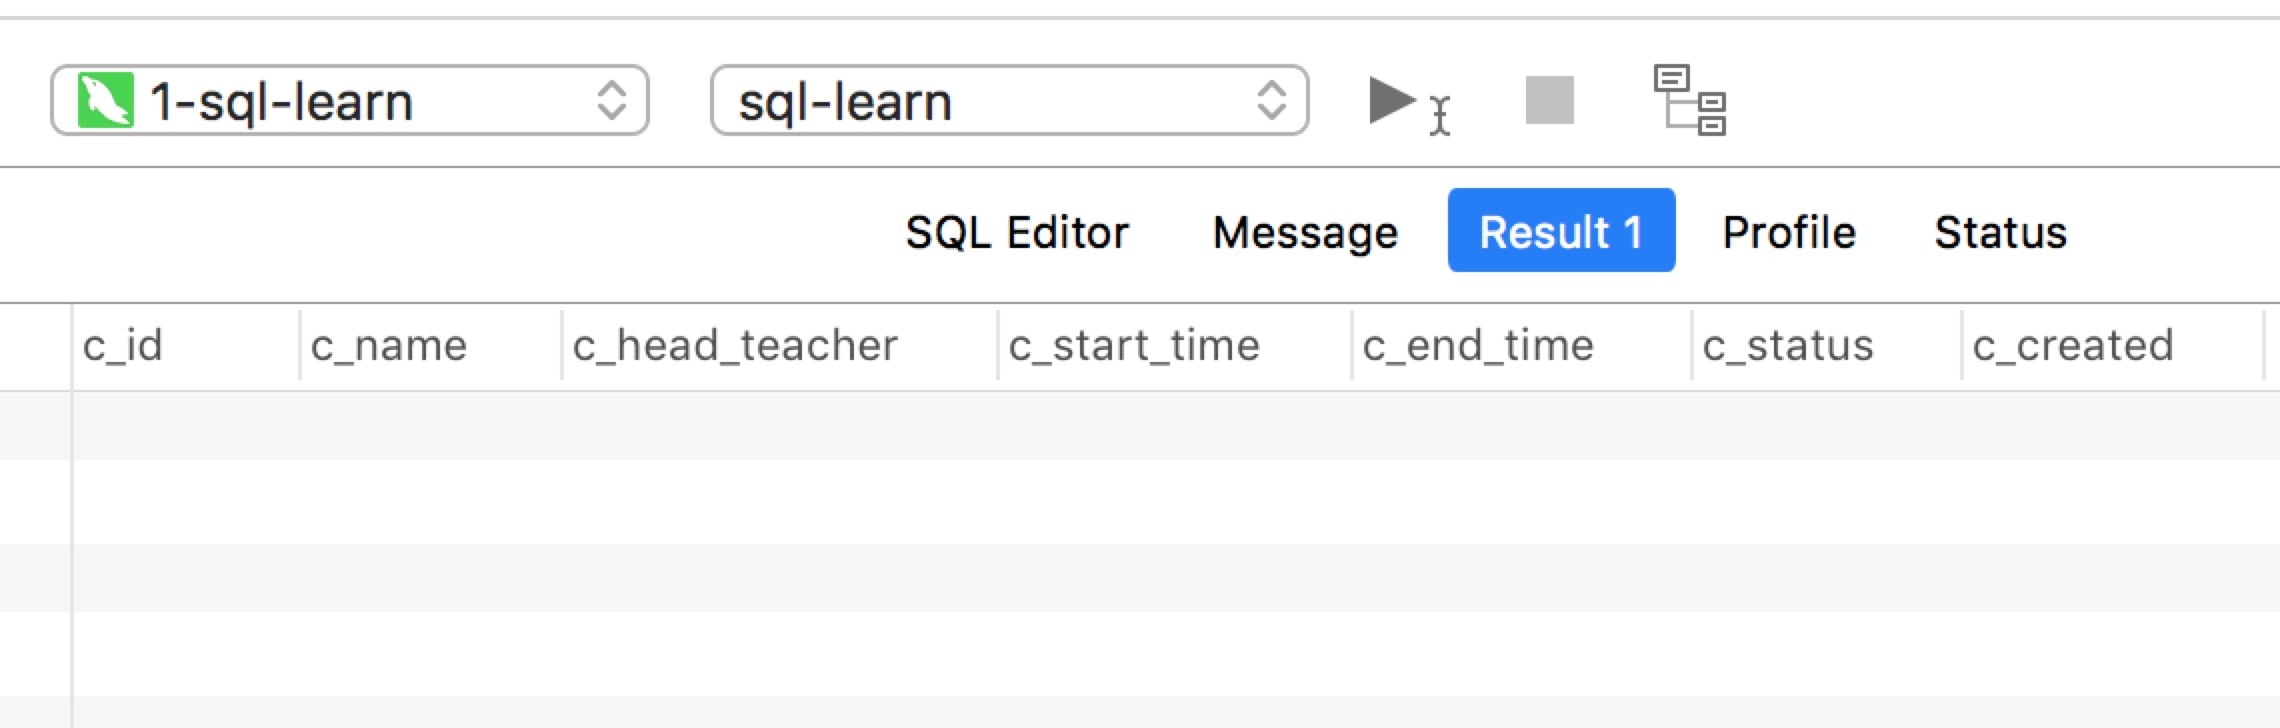 1-sql-learn sql-learn
SQL Editor Message Result 1 Profile Status
c_id c_name c_head_teacher c_start_time c_end_time c_status c_created